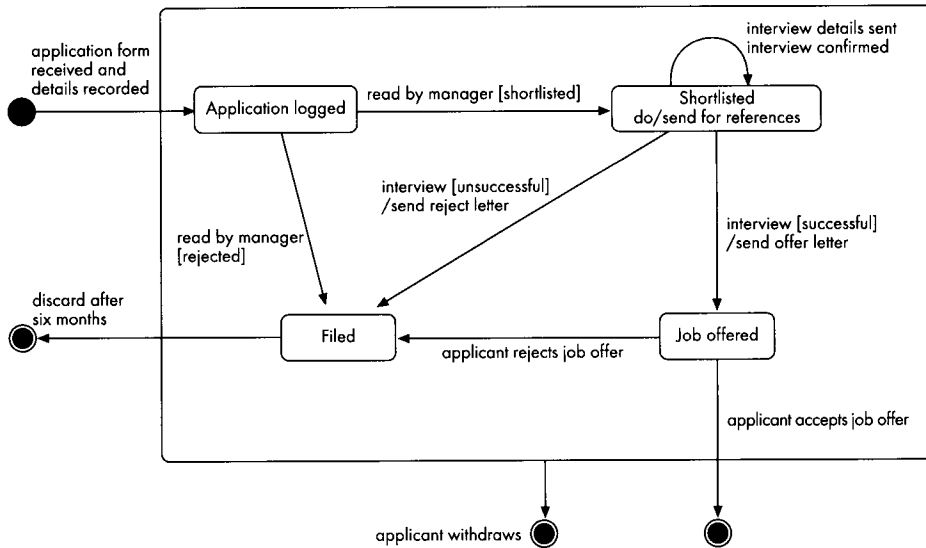 interview details sent
interview confirmed
application form
received and
details recorded
Application logged
read by manager [shortlisted]
Shortlisted
do/send for references
interview [unsuccessful]
/send reject letter
interview [successful]
/send offer letter
read by manager
[rejected]
discard after
six months
Filed
applicant rejects job offer
Job offered
applicant accepts job offer
applicant withdraws